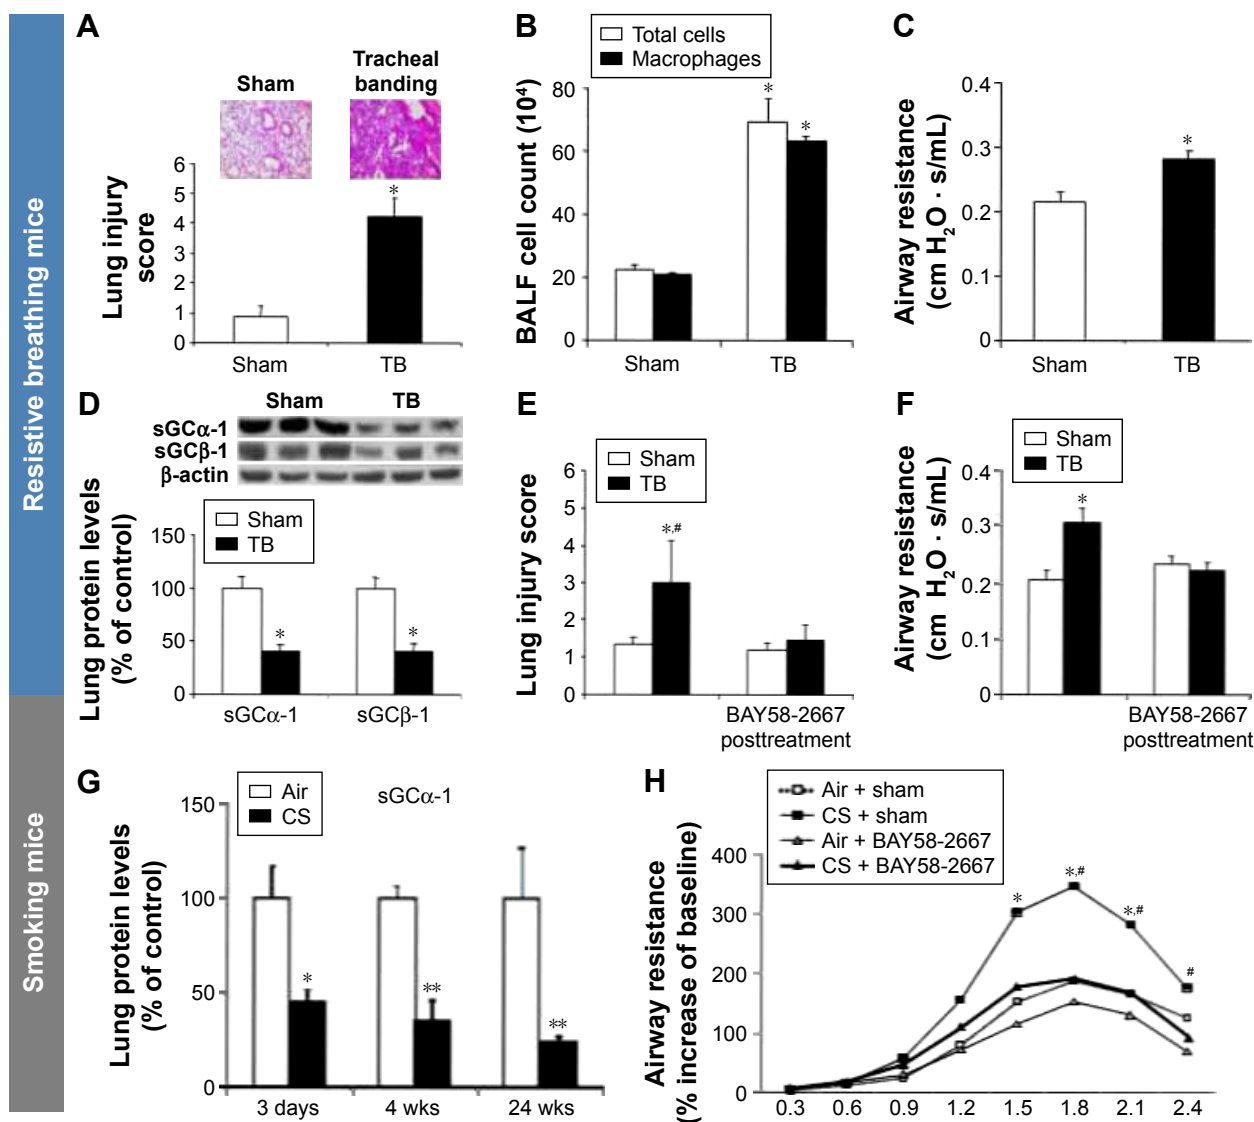 Resistive breathing mice
A
Sham
Tracheal
banding
Lung injury
score
6
5
4
3
2
1
0
*
Sham
TB
B
Total cells
Macrophages
BALF cell count (10⁴)
80
60
40
20
0
*
*
Sham
TB
C
Airway resistance
(cm H₂O · s/mL)
0.4
0.3
0.2
0.1
0
*
Sham
TB
D
Sham
TB
sGCα-1
sGCβ-1
β-actin
Sham
TB
Lung protein levels
(% of control)
150
100
50
0
*
*
sGCα-1
sGCβ-1
E
Sham
TB
Lung injury score
6
5
4
3
2
1
0
*,#
BAY58-2667
posttreatment
F
Sham
TB
Airway resistance
(cm H₂O · s/mL)
0.4
0.3
0.2
0.1
0
*
BAY58-2667
posttreatment
Smoking mice
G
Air
CS
sGCα-1
Lung protein levels
(% of control)
150
100
50
0
*
**
**
3 days
4 wks
24 wks
H
Air + sham
CS + sham
Air + BAY58-2667
CS + BAY58-2667
Airway resistance
(% increase of baseline)
400
300
200
100
0
*
*,#
*,#
#
0.3 0.6 0.9 1.2 1.5 1.8 2.1 2.4